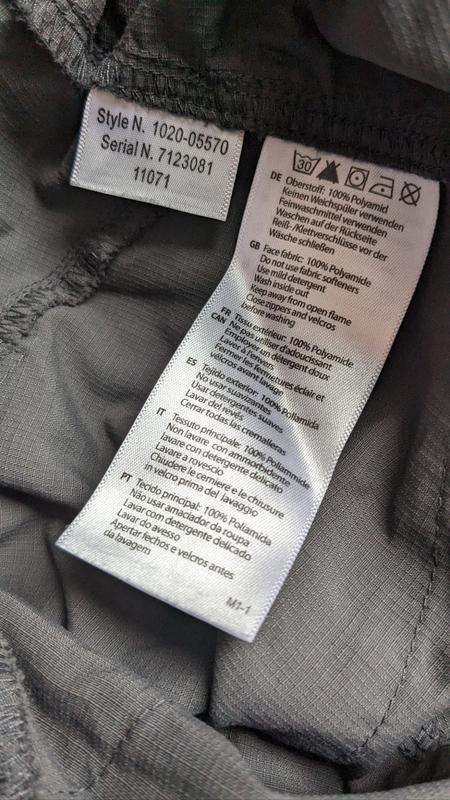 Style N. 1020-05570
Serial N. 7123081
11071
30
DE Oberstoff: 100% Polyamid
Keinen Weichspüler verwenden
Feinwaschmittel verwenden
Waschen auf der Rückseite
Reiß- /Klettverschlüsse vor der
Wäsche schließen
GB Face fabric: 100% Polyamide
Do not use fabric softeners
Use mild detergent
Wash inside out
Keep away from open flame
Close zippers and velcros
before washing
FR Tissu extérieur: 100% Polyamide
CAN Ne pas utiliser d'adoucissant
Employer un détergent doux
Laver à l'envers
Fermer les fermetures éclair et
vélcros avant lavage
ES Tejido exterior: 100% Poliamida
No usar suavizantes
Usar detergentes suaves
Lavar del revés
Cerrar todas las cremalleras
IT Tessuto principale: 100% Poliammide
Non lavare con ammorbidente
lavare con detergente delicato
Lavare a rovescio
Chiudere le cerniere e le chiusure
in velcro prima del lavaggio
PT Tecido principal: 100% Poliamida
Não usar amaciador da roupa
Lavar com detergente delicado
Lavar do avesso
Apertar fechos e velcros antes
da lavagem
M1-1